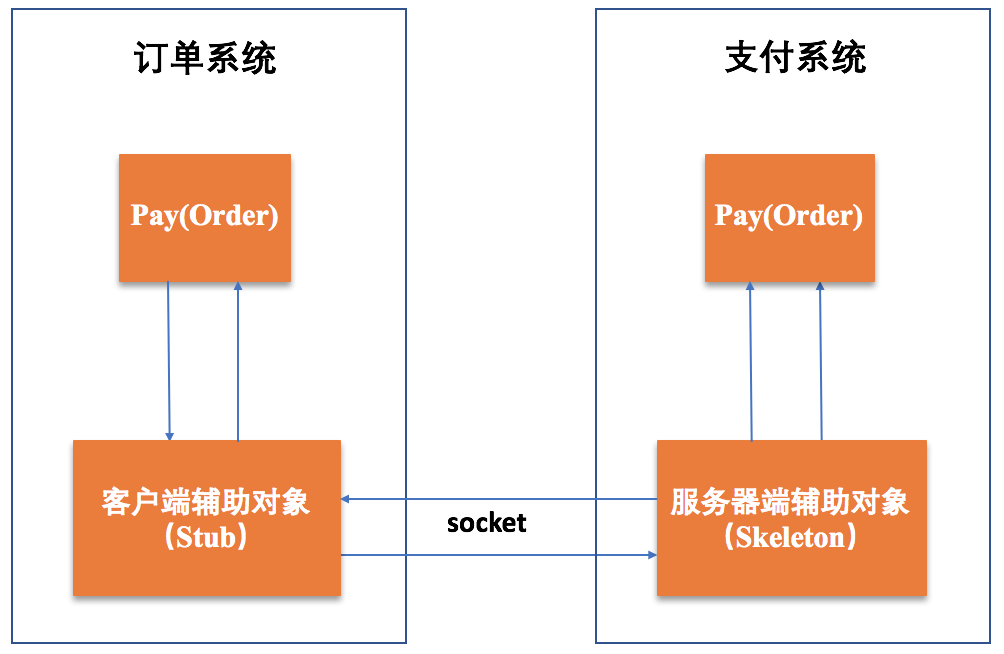 订单系统
支付系统
Pay(Order)
Pay(Order)
客户端辅助对象
（Stub）
socket
服务器端辅助对象
（Skeleton）